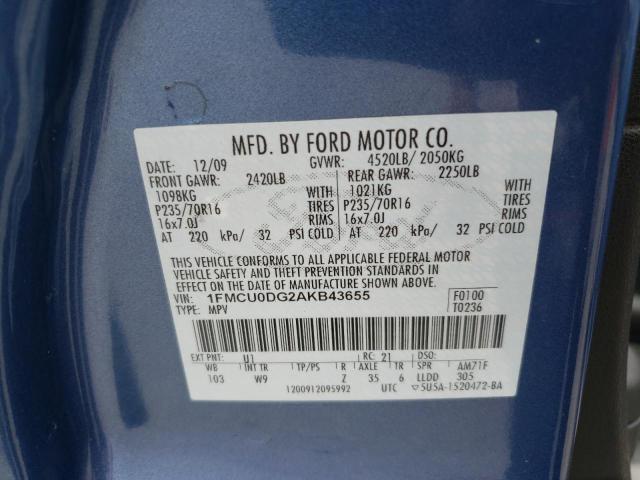 MFD. BY FORD MOTOR CO.
DATE: 12/09 GVWR: 4520LB/ 2050KG
FRONT GAWR: 2420LB REAR GAWR: 2250LB
1098KG WITH 1021KG WITH
P235/70R16 TIRES P235/70R16 TIRES
16x7.0J RIMS 16x7.0J RIMS
AT 220 kPa/ 32 PSI COLD AT 220 kPa/ 32 PSI COLD
THIS VEHICLE CONFORMS TO ALL APPLICABLE FEDERAL MOTOR
VEHICLE SAFETY AND THEFT PREVENTION STANDARDS IN
EFFECT ON THE DATE OF MANUFACTURE SHOWN ABOVE.
VIN: 1FMCU0DG2AKB43655 F0100
TYPE: MPV T0236
EXT PNT: U1 RC: 21 DSO:
WB INT TR TP/PS R AXLE TR SPR AM71F
103 W9 Z 35 6 LLDD 305
1200912095992 UTC ▽5U5A-1520472-BA